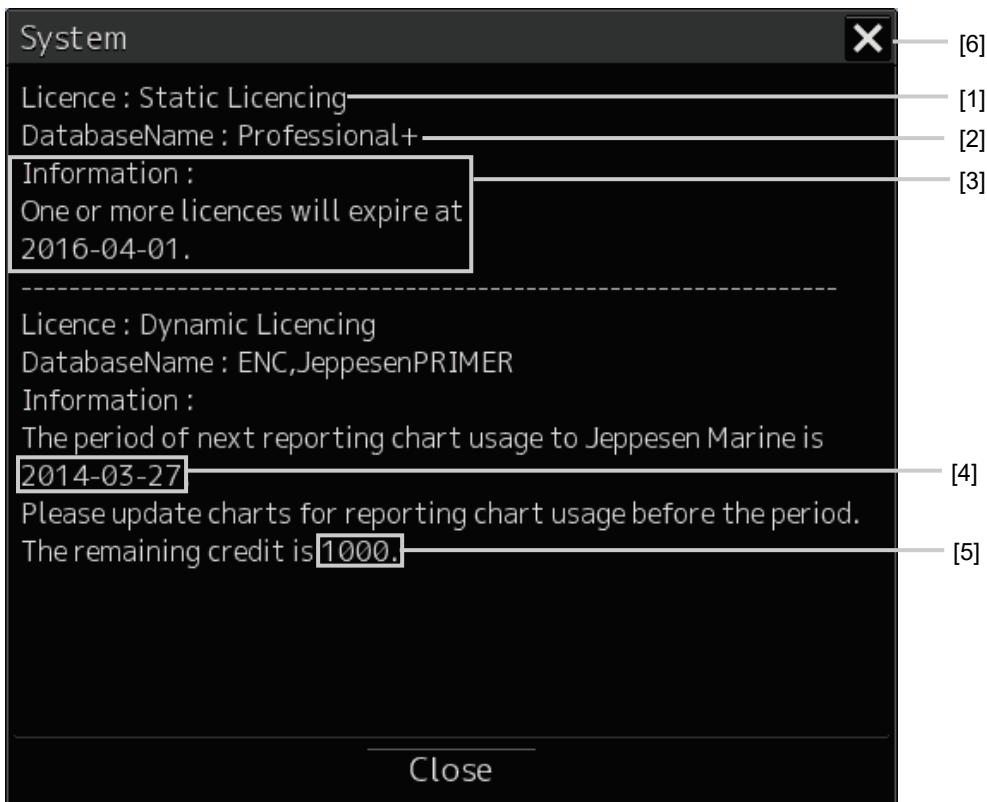 System
[6]
Licence : Static Licencing
[1]
DatabaseName : Professional+
[2]
Information :
[3]
One or more licences will expire at
2016-04-01.
--------------------------------------------------------------------
Licence : Dynamic Licencing
DatabaseName : ENC,JeppesenPRIMER
Information :
The period of next reporting chart usage to Jeppesen Marine is
2014-03-27
[4]
Please update charts for reporting chart usage before the period.
The remaining credit is 1000.
[5]
Close